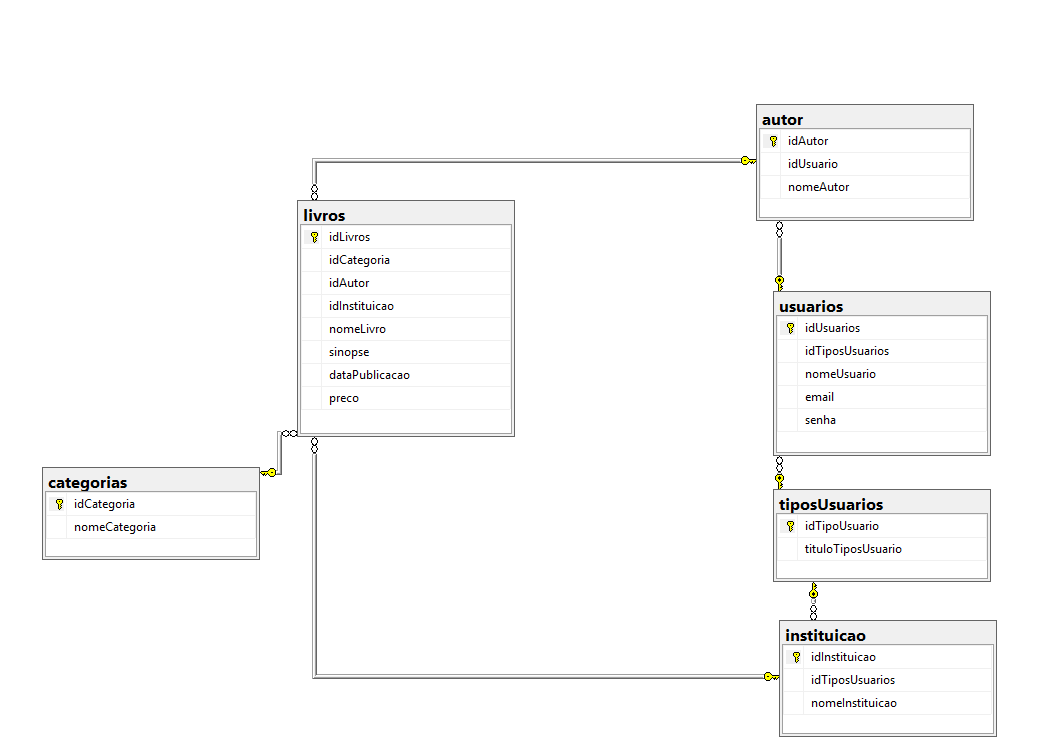 autor
idAutor
idUsuario
nomeAutor
livros
idLivros
idCategoria
idAutor
idInstituicao
nomeLivro
sinopse
dataPublicacao
preco
usuarios
idUsuarios
idTiposUsuarios
nomeUsuario
email
senha
categorias
idCategoria
nomeCategoria
tiposUsuarios
idTipoUsuario
tituloTiposUsuario
instituicao
idInstituicao
idTiposUsuarios
nomeInstituicao